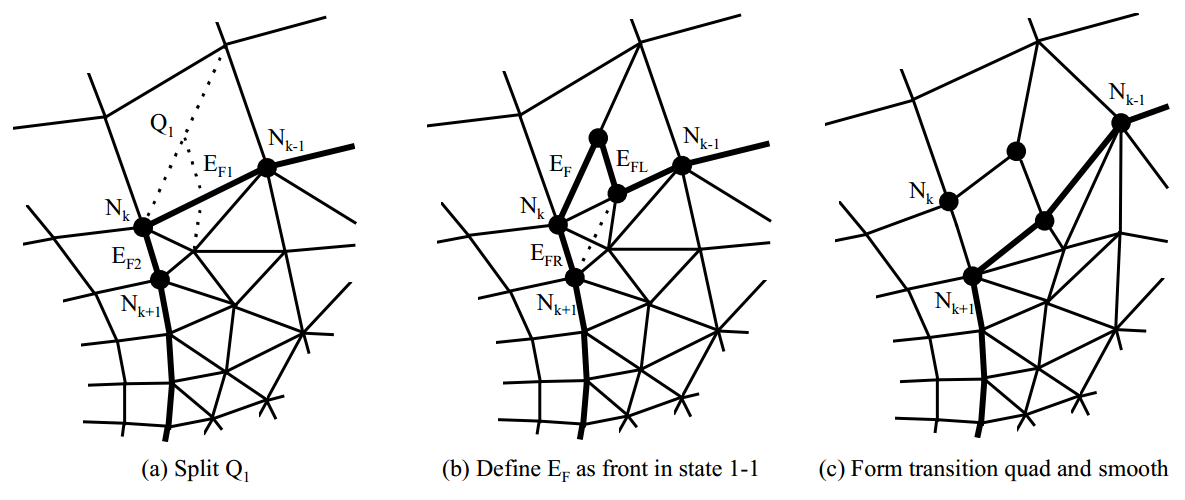 Q1
EF1
Nk-1
Nk
EF2
Nk+1
(a) Split Q1
EF
EFL
Nk-1
Nk
EFR
Nk+1
(b) Define EF as front in state 1-1
Nk-1
Nk
Nk+1
(c) Form transition quad and smooth